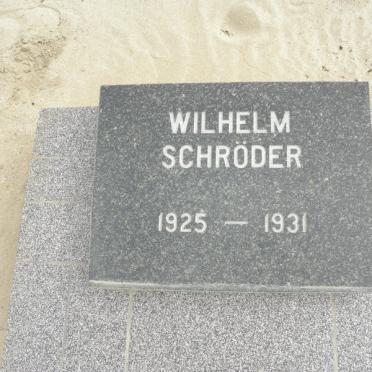 WILHELM
SCHRÖDER
1925 — 1931